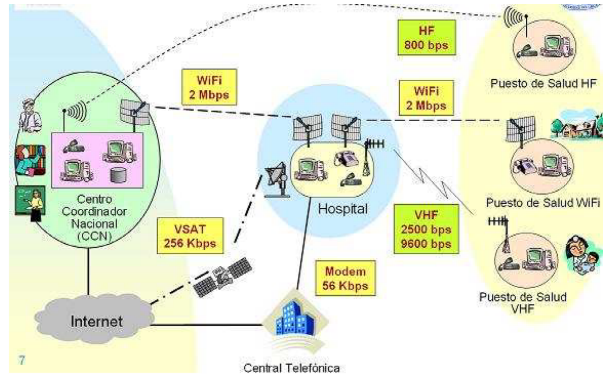 HF
800 bps
Puesto de Salud HF
WiFi
2 Mbps
WiFi
2 Mbps
Centro
Coordinador
Nacional
(CCN)
Hospital
Puesto de Salud WiFi
VSAT
256 Kbps
VHF
2500 bps
9600 bps
Modem
56 Kbps
Puesto de Salud
VHF
Internet
7
Central Telefónica